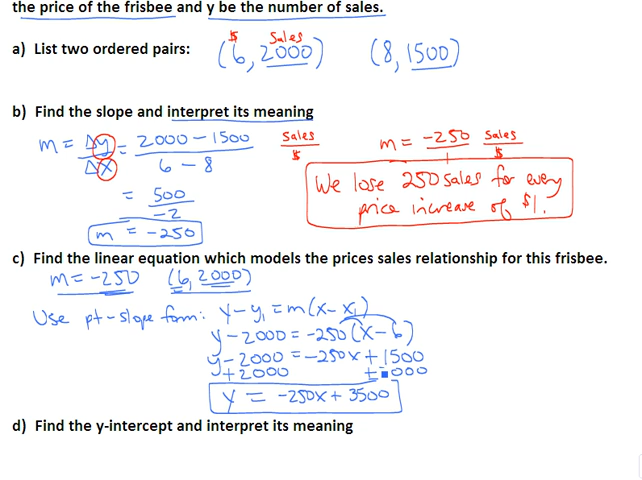 the price of the frisbee and y be the number of sales.
$ Sales
a) List two ordered pairs: (6, 2000) (8, 1500)
b) Find the slope and interpret its meaning
m = Δy/Δx = 2000 - 1500 / 6 - 8 Sales/$
m = -250/1 Sales/$
= 500/-2
We lose 250 sales for every
price increase of $1.
m = -250
c) Find the linear equation which models the prices sales relationship for this frisbee.
m = -250 (6, 2000)
Use pt-slope form: y - y₁ = m(x - x₁)
y - 2000 = -250(x - 6)
y - 2000 = -250x + 1500
+ 2000 + 000
y = -250x + 3500
d) Find the y-intercept and interpret its meaning